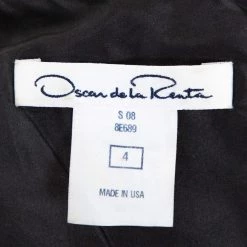 Oscar de la Renta
S 08
8E689
4
MADE IN USA